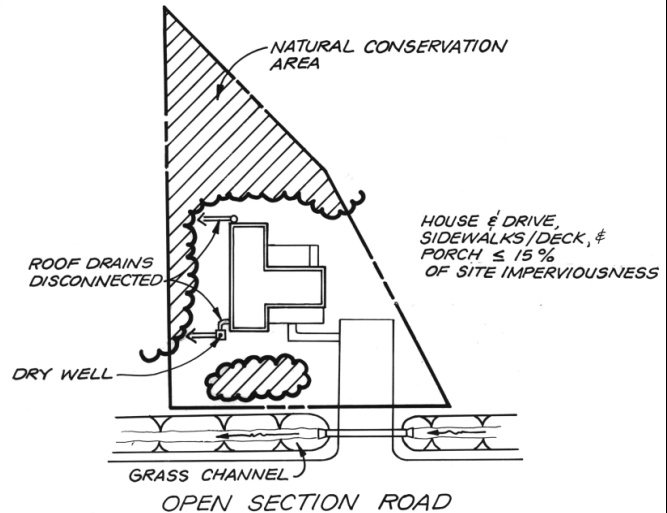 NATURAL CONSERVATION
AREA
HOUSE & DRIVE,
SIDEWALKS/DECK, &
PORCH ≤ 15%
OF SITE IMPERVIOUSNESS
ROOF DRAINS
DISCONNECTED
DRY WELL
GRASS CHANNEL
OPEN SECTION ROAD